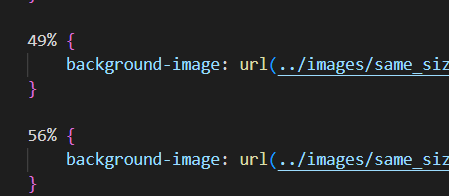 }
49% {
background-image: url(../images/same_siz
}
56% {
background-image: url(../images/same_siz
}